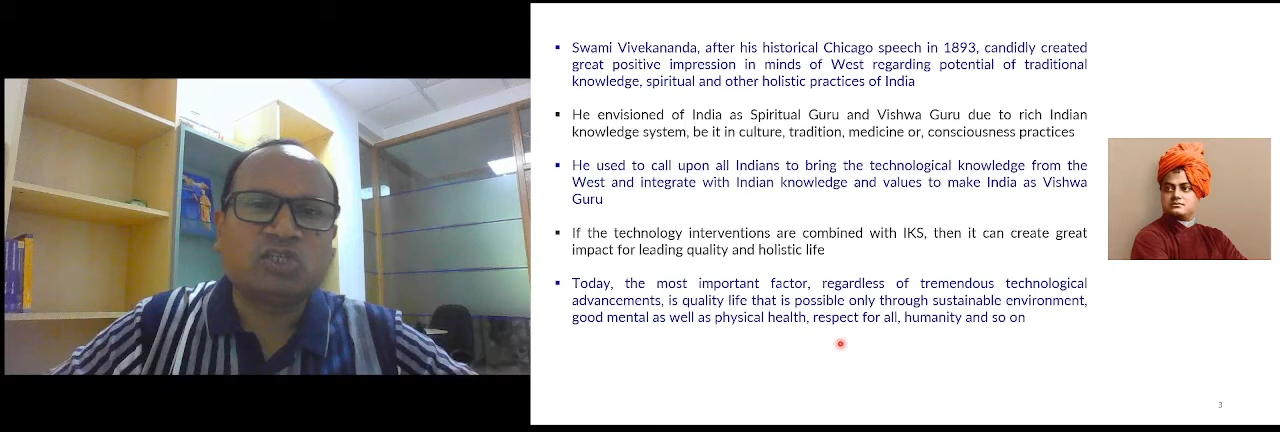 Swami Vivekananda, after his historical Chicago speech in 1893, candidly created
great positive impression in minds of West regarding potential of traditional
knowledge, spiritual and other holistic practices of India
He envisioned of India as Spiritual Guru and Vishwa Guru due to rich Indian
knowledge system, be it in culture, tradition, medicine or, consciousness practices
He used to call upon all Indians to bring the technological knowledge from the
West and integrate with Indian knowledge and values to make India as Vishwa
Guru
If the technology interventions are combined with IKS, then it can create great
impact for leading quality and holistic life
Today, the most important factor, regardless of tremendous technological
advancements, is quality life that is possible only through sustainable environment,
good mental as well as physical health, respect for all, humanity and so on
3